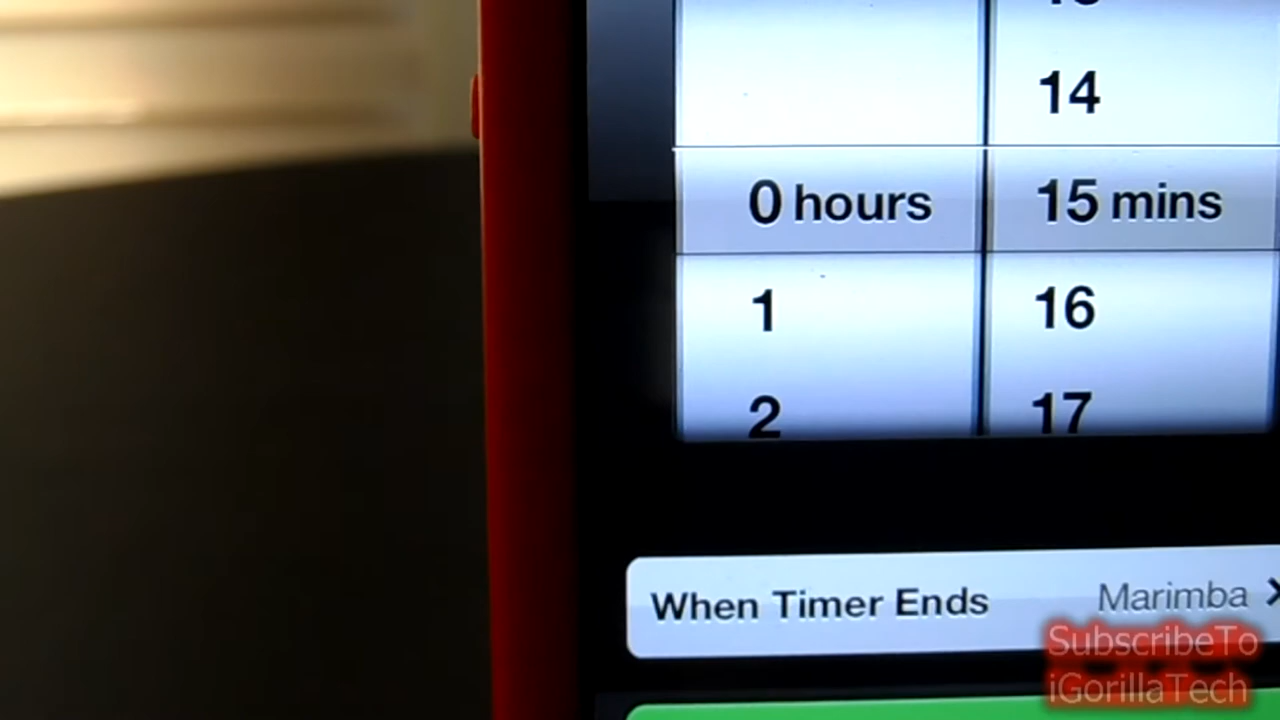 14
0 hours 15 mins
1 16
2 17
When Timer Ends Marimba
SubscribeTo
iGorillaTech